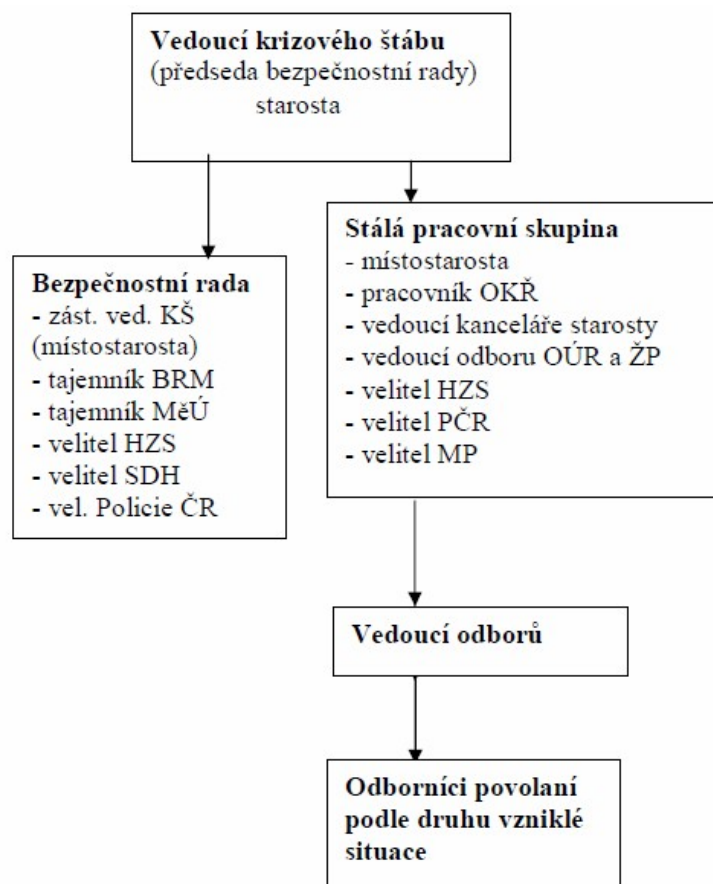 Vedoucí krizového štábu
(předseda bezpečnostní rady)
starosta
Bezpečnostní rada
- zást. ved. KŠ
(místostarosta)
- tajemník BRM
- tajemník MěÚ
- velitel HZS
- velitel SDH
- vel. Policie ČR
Stálá pracovní skupina
- místostarosta
- pracovník OKŘ
- vedoucí kanceláře starosty
- vedoucí odboru OÚR a ŽP
- velitel HZS
- velitel PČR
- velitel MP
Vedoucí odborů
Odborníci povolaní
podle druhu vzniklé
situace